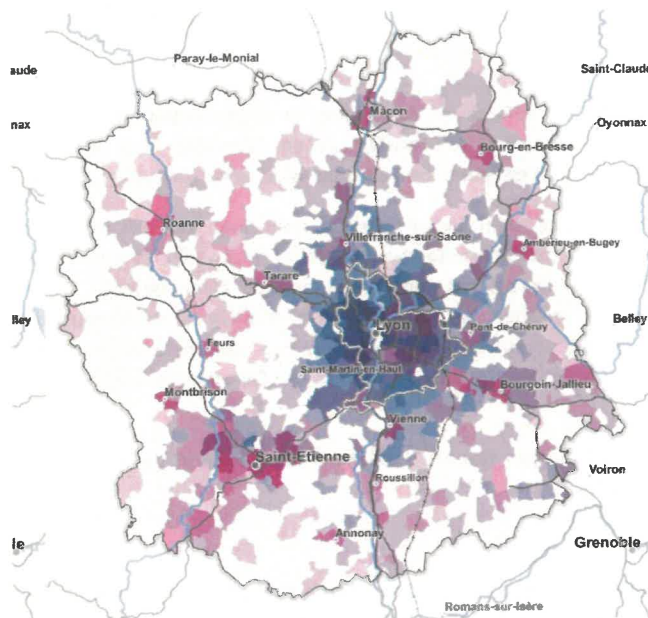 Paray-le-Monial
aude
Saint-Claude
Mâcon
nax
Oyonnax
Bourg-en-Bresse
Roanne
Villefranche-sur-Saône
Ambérieu-en-Bugey
Tarare
lley
Lyon
Pont-de-Chéruy
Belley
Feurs
Saint-Martin-en-Haut
Montbrison
Bourgoin-Jallieu
Vienne
Saint-Etienne
Voiron
Roussillon
Annonay
le
Grenoble
Romans-sur-Isère